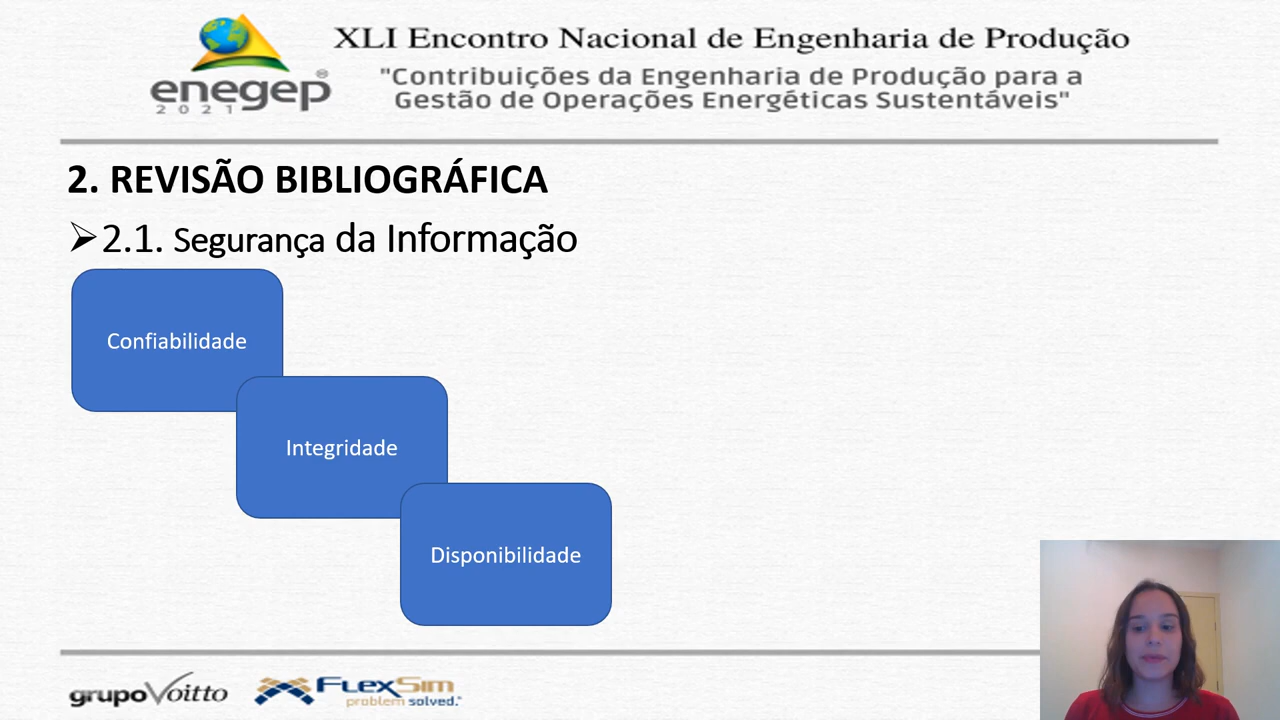 XLI Encontro Nacional de Engenharia de Produção
"Contribuições da Engenharia de Produção para a
Gestão de Operações Energéticas Sustentáveis"
enegep®
2021
2. REVISÃO BIBLIOGRÁFICA
➢2.1. Segurança da Informação
Confiabilidade
Integridade
Disponibilidade
grupoVoitto
FlexSim
problem solved.®